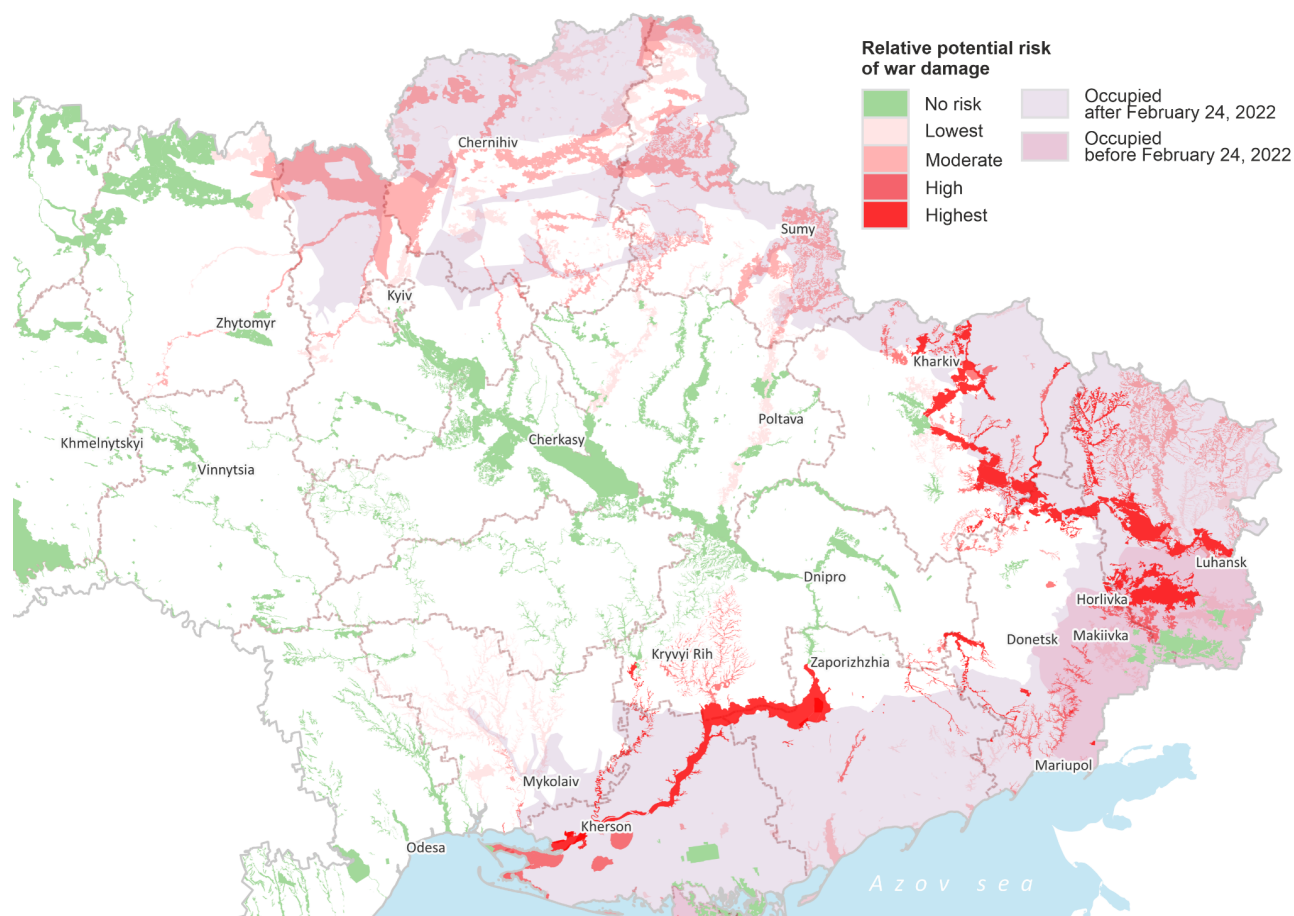 Relative potential risk
of war damage
No risk
Lowest
Moderate
High
Highest
Occupied
after February 24, 2022
Occupied
before February 24, 2022
Chernihiv
Sumy
Kyiv
Zhytomyr
Kharkiv
Poltava
Khmelnytskyi
Cherkasy
Vinnytsia
Luhansk
Dnipro
Horlivka
Donetsk
Makiivka
Kryvyi Rih
Zaporizhzhia
Mariupol
Mykolaiv
Kherson
Odesa
Azov sea